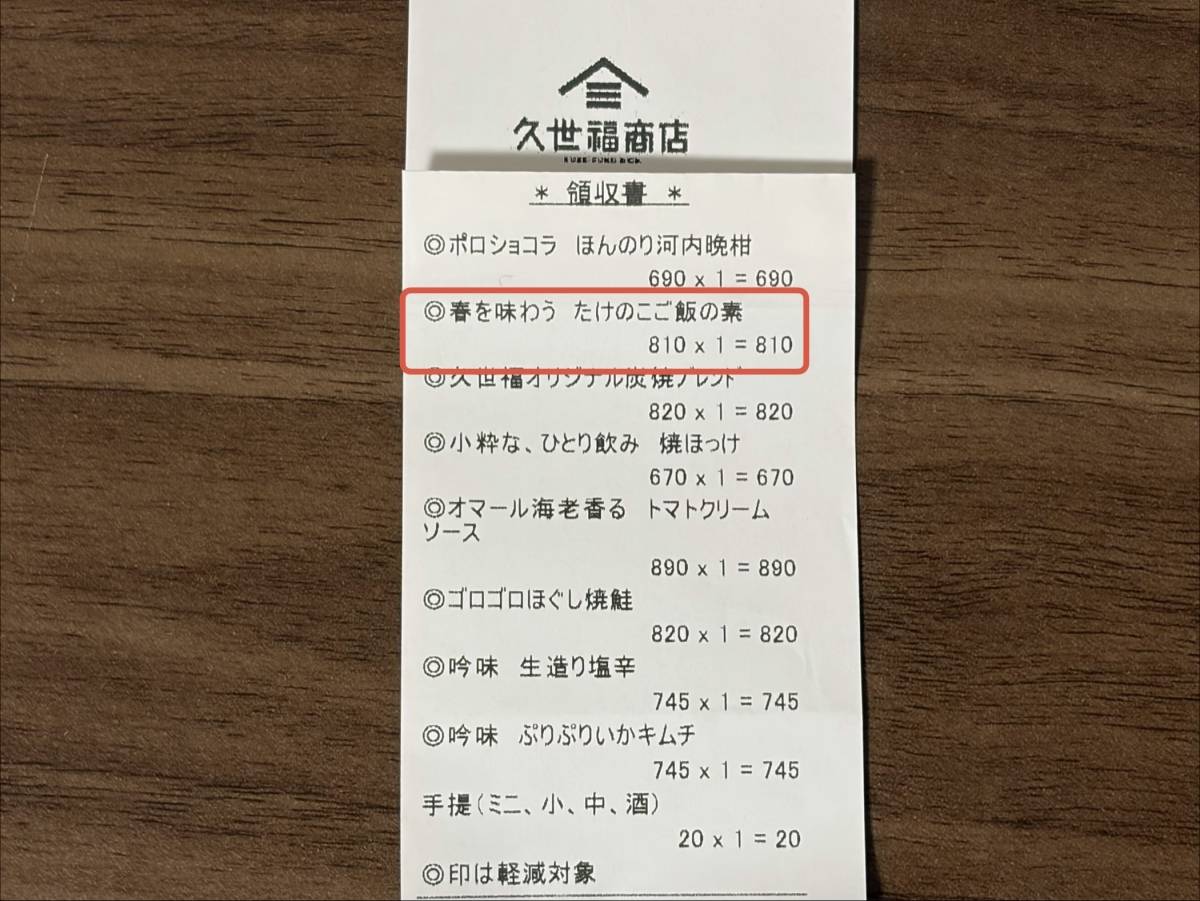 久世福商店
* 領収書 *
◎ポロショコラ ほんのり河内晩柑
690 x 1 = 690
◎春を味わう たけのこご飯の素
810 x 1 = 810
◎久世福オリジナル炭焼ブレンド
820 x 1 = 820
◎小粋な、ひとり飲み 焼ほっけ
670 x 1 = 670
◎オマール海老香る トマトクリーム
ソース
890 x 1 = 890
◎ゴロゴロほぐし焼鮭
820 x 1 = 820
◎吟味 生造り塩辛
745 x 1 = 745
◎吟味 ぷりぷりいかキムチ
745 x 1 = 745
手提(ミニ、小、中、酒)
20 x 1 = 20
◎印は軽減対象